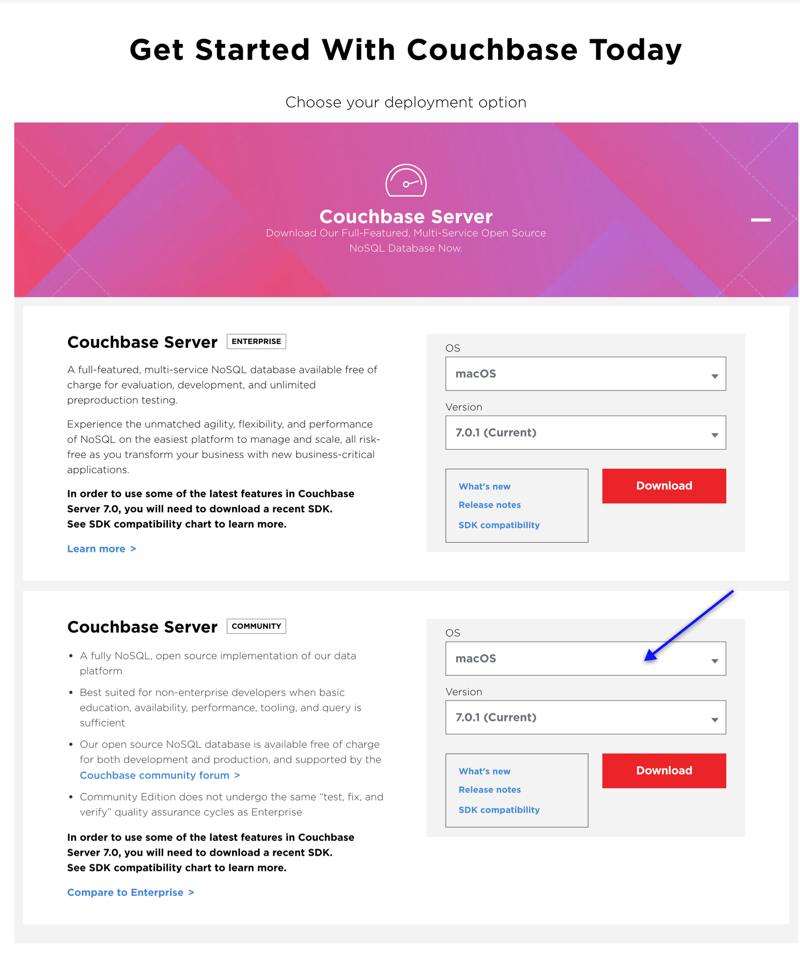 Get Started With Couchbase Today
Choose your deployment option
Couchbase Server
Download Our Full-Featured, Multi-Service Open Source
NoSQL Database Now.
Couchbase Server ENTERPRISE
A full-featured, multi-service NoSQL database available free of
charge for evaluation, development, and unlimited
preproduction testing.
Experience the unmatched agility, flexibility, and performance
of NoSQL on the easiest platform to manage and scale, all risk-
free as you transform your business with new business-critical
applications.
In order to use some of the latest features in Couchbase
Server 7.0, you will need to download a recent SDK.
See SDK compatibility chart to learn more.
Learn more >
OS
macOS
Version
7.0.1 (Current)
What's new
Release notes
SDK compatibility
Download
Couchbase Server COMMUNITY
• A fully NoSQL, open source implementation of our data
platform
• Best suited for non-enterprise developers when basic
education, availability, performance, tooling, and query is
sufficient
• Our open source NoSQL database is available free of charge
for both development and production, and supported by the
Couchbase community forum >
• Community Edition does not undergo the same “test, fix, and
verify” quality assurance cycles as Enterprise
In order to use some of the latest features in Couchbase
Server 7.0, you will need to download a recent SDK.
See SDK compatibility chart to learn more.
Compare to Enterprise >
OS
macOS
Version
7.0.1 (Current)
What's new
Release notes
SDK compatibility
Download